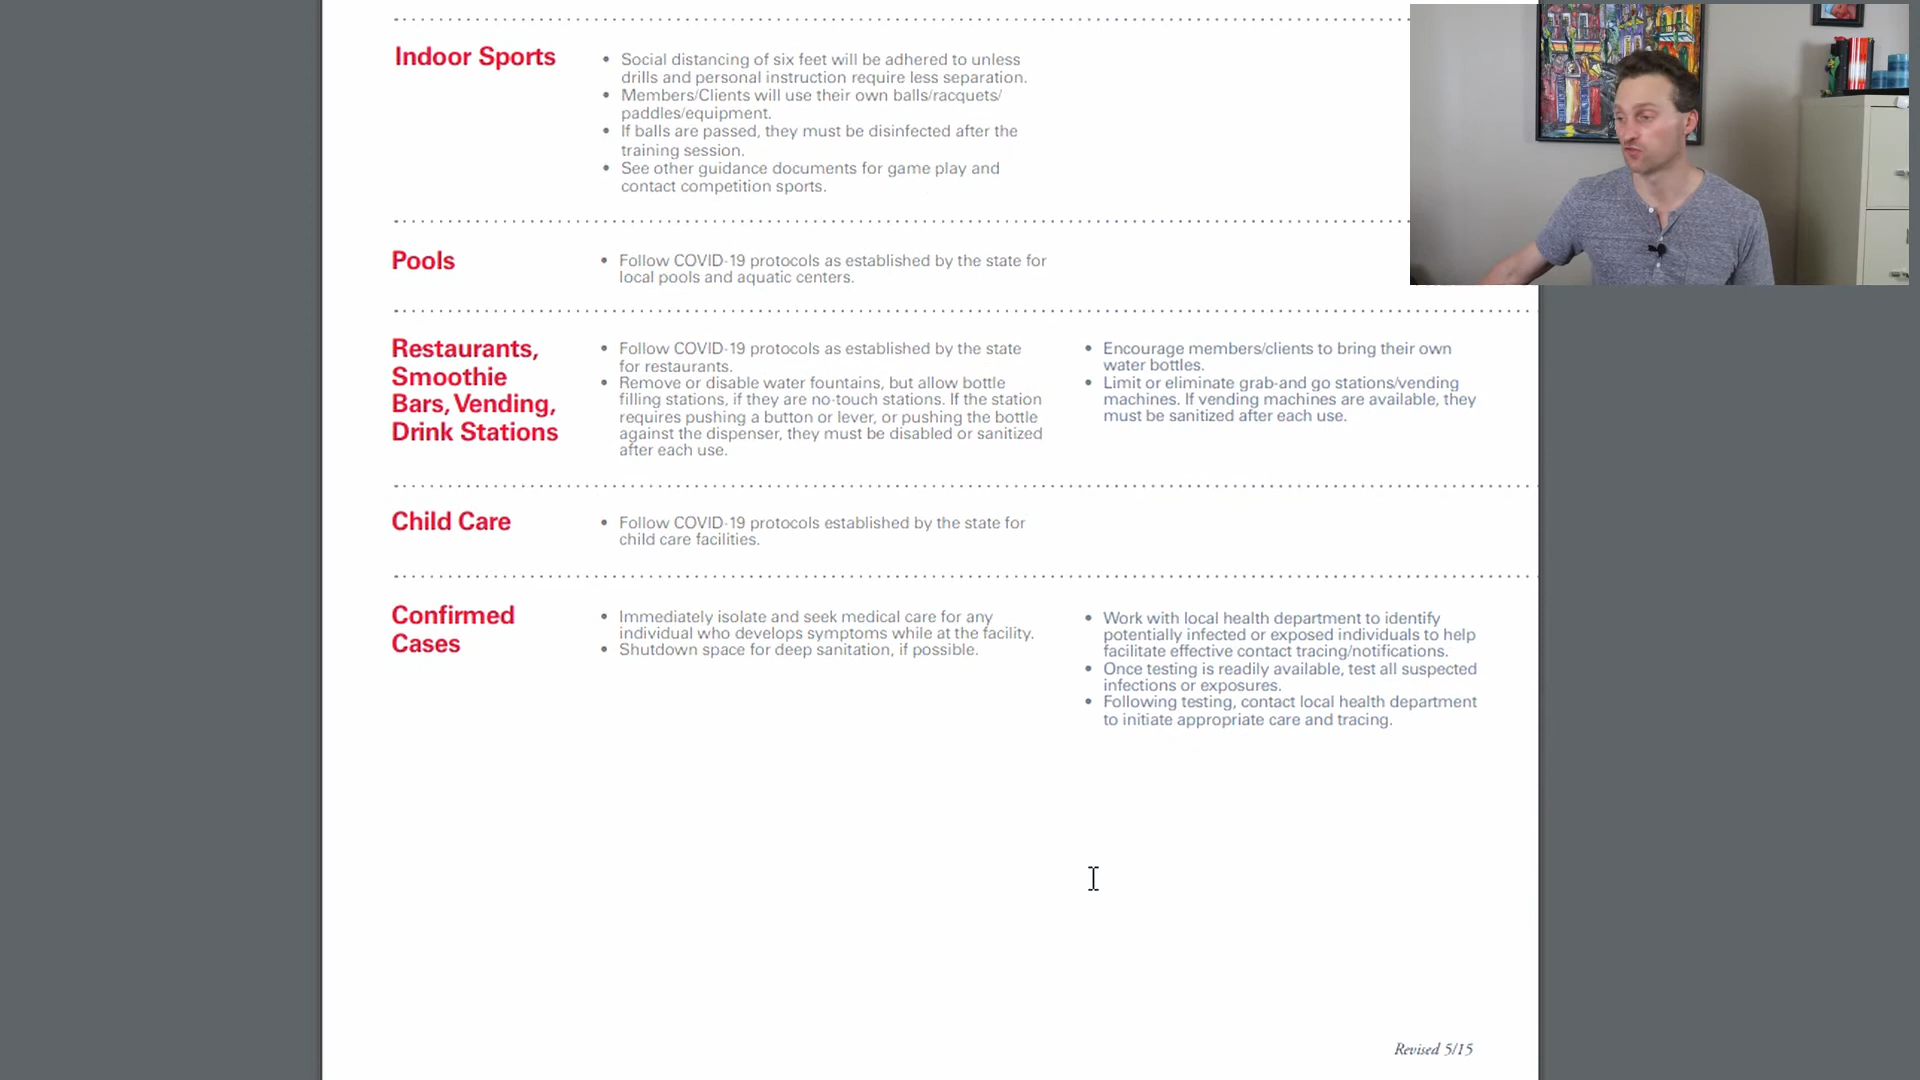 Indoor Sports
• Social distancing of six feet will be adhered to unless
drills and personal instruction require less separation.
• Members/Clients will use their own balls/racquets/
paddles/equipment.
• If balls are passed, they must be disinfected after the
training session.
• See other guidance documents for game play and
contact competition sports.
Pools
• Follow COVID-19 protocols as established by the state for
local pools and aquatic centers.
Restaurants,
Smoothie
Bars, Vending,
Drink Stations
• Follow COVID-19 protocols as established by the state
for restaurants.
• Remove or disable water fountains, but allow bottle
filling stations, if they are no-touch stations. If the station
requires pushing a button or lever, or pushing the bottle
against the dispenser, they must be disabled or sanitized
after each use.
• Encourage members/clients to bring their own
water bottles.
• Limit or eliminate grab-and go stations/vending
machines. If vending machines are available, they
must be sanitized after each use.
Child Care
• Follow COVID-19 protocols established by the state for
child care facilities.
Confirmed
Cases
• Immediately isolate and seek medical care for any
individual who develops symptoms while at the facility.
• Shutdown space for deep sanitation, if possible.
• Work with local health department to identify
potentially infected or exposed individuals to help
facilitate effective contact tracing/notifications.
• Once testing is readily available, test all suspected
infections or exposures.
• Following testing, contact local health department
to initiate appropriate care and tracing.
Revised 5/15